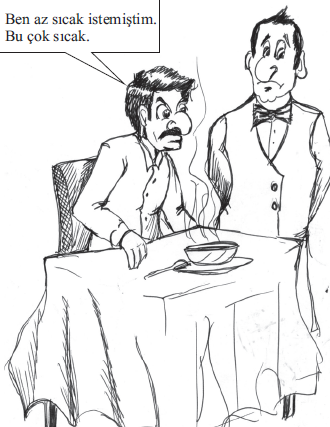 Ben az sıcak istemiştim.
Bu çok sıcak.